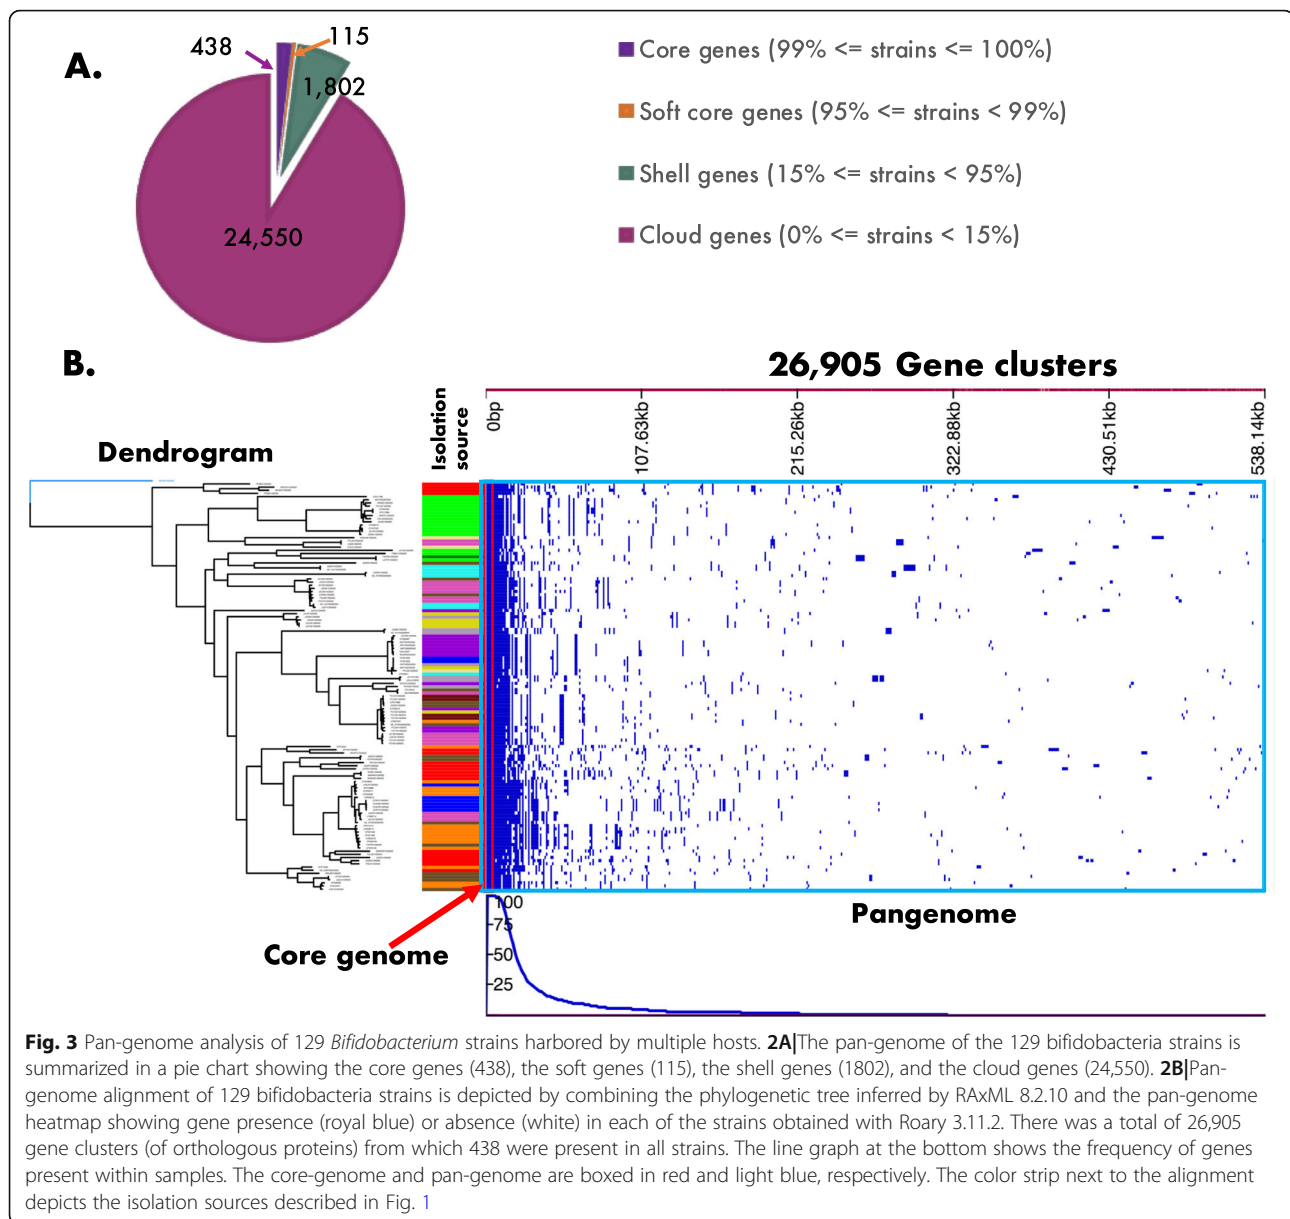 A.
438
115
1,802
24,550
Core genes (99% <= strains <= 100%)
Soft core genes (95% <= strains < 99%)
Shell genes (15% <= strains < 95%)
Cloud genes (0% <= strains < 15%)
B.
26,905 Gene clusters
Dendrogram
Isolation
source
0bp
107.63kb
215.26kb
322.88kb
430.51kb
538.14kb
Core genome
100
75
50
25
Pangenome
Fig. 3 Pan-genome analysis of 129 Bifidobacterium strains harbored by multiple hosts. 2A|The pan-genome of the 129 bifidobacteria strains is
summarized in a pie chart showing the core genes (438), the soft genes (115), the shell genes (1802), and the cloud genes (24,550). 2B|Pan-
genome alignment of 129 bifidobacteria strains is depicted by combining the phylogenetic tree inferred by RAxML 8.2.10 and the pan-genome
heatmap showing gene presence (royal blue) or absence (white) in each of the strains obtained with Roary 3.11.2. There was a total of 26,905
gene clusters (of orthologous proteins) from which 438 were present in all strains. The line graph at the bottom shows the frequency of genes
present within samples. The core-genome and pan-genome are boxed in red and light blue, respectively. The color strip next to the alignment
depicts the isolation sources described in Fig. 1